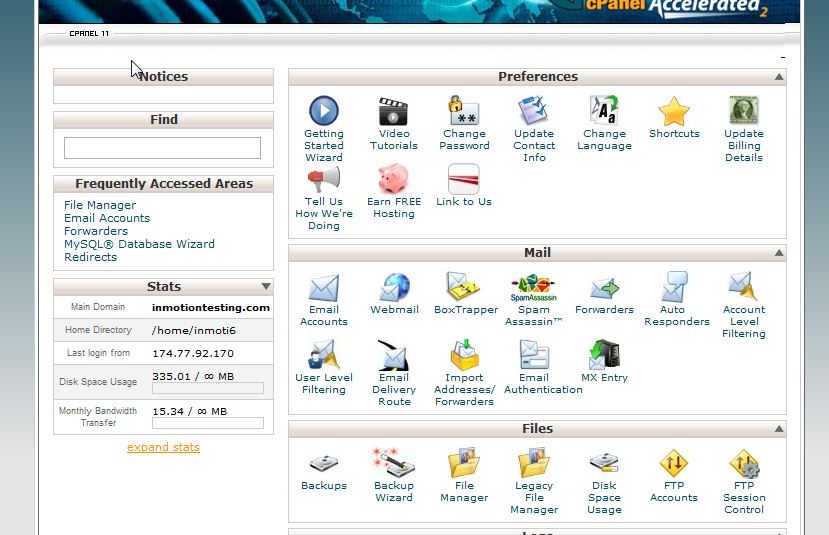 cPanel Accelerated2
CPANEL 11
Notices
Find
Frequently Accessed Areas
File Manager
Email Accounts
Forwarders
MySQL® Database Wizard
Redirects
Stats
Main Domain inmotiontesting.com
Home Directory /home/inmoti6
Last login from 174.77.92.170
Disk Space Usage 335.01 / ∞ MB
Monthly Bandwidth Transfer 15.34 / ∞ MB
expand stats
Preferences
Getting Started Wizard
Video Tutorials
Change Password
Update Contact Info
Change Language
Shortcuts
Update Billing Details
Tell Us How We're Doing
Earn FREE Hosting
Link to Us
Mail
Email Accounts
Webmail
BoxTrapper
SpamAssassin
Spam Assassin™
Forwarders
Auto Responders
Account Level Filtering
User Level Filtering
Email Delivery Route
Import Addresses/ Forwarders
Email Authentication
MX Entry
Files
Backups
Backup Wizard
File Manager
Legacy File Manager
Disk Space Usage
FTP Accounts
FTP Session Control